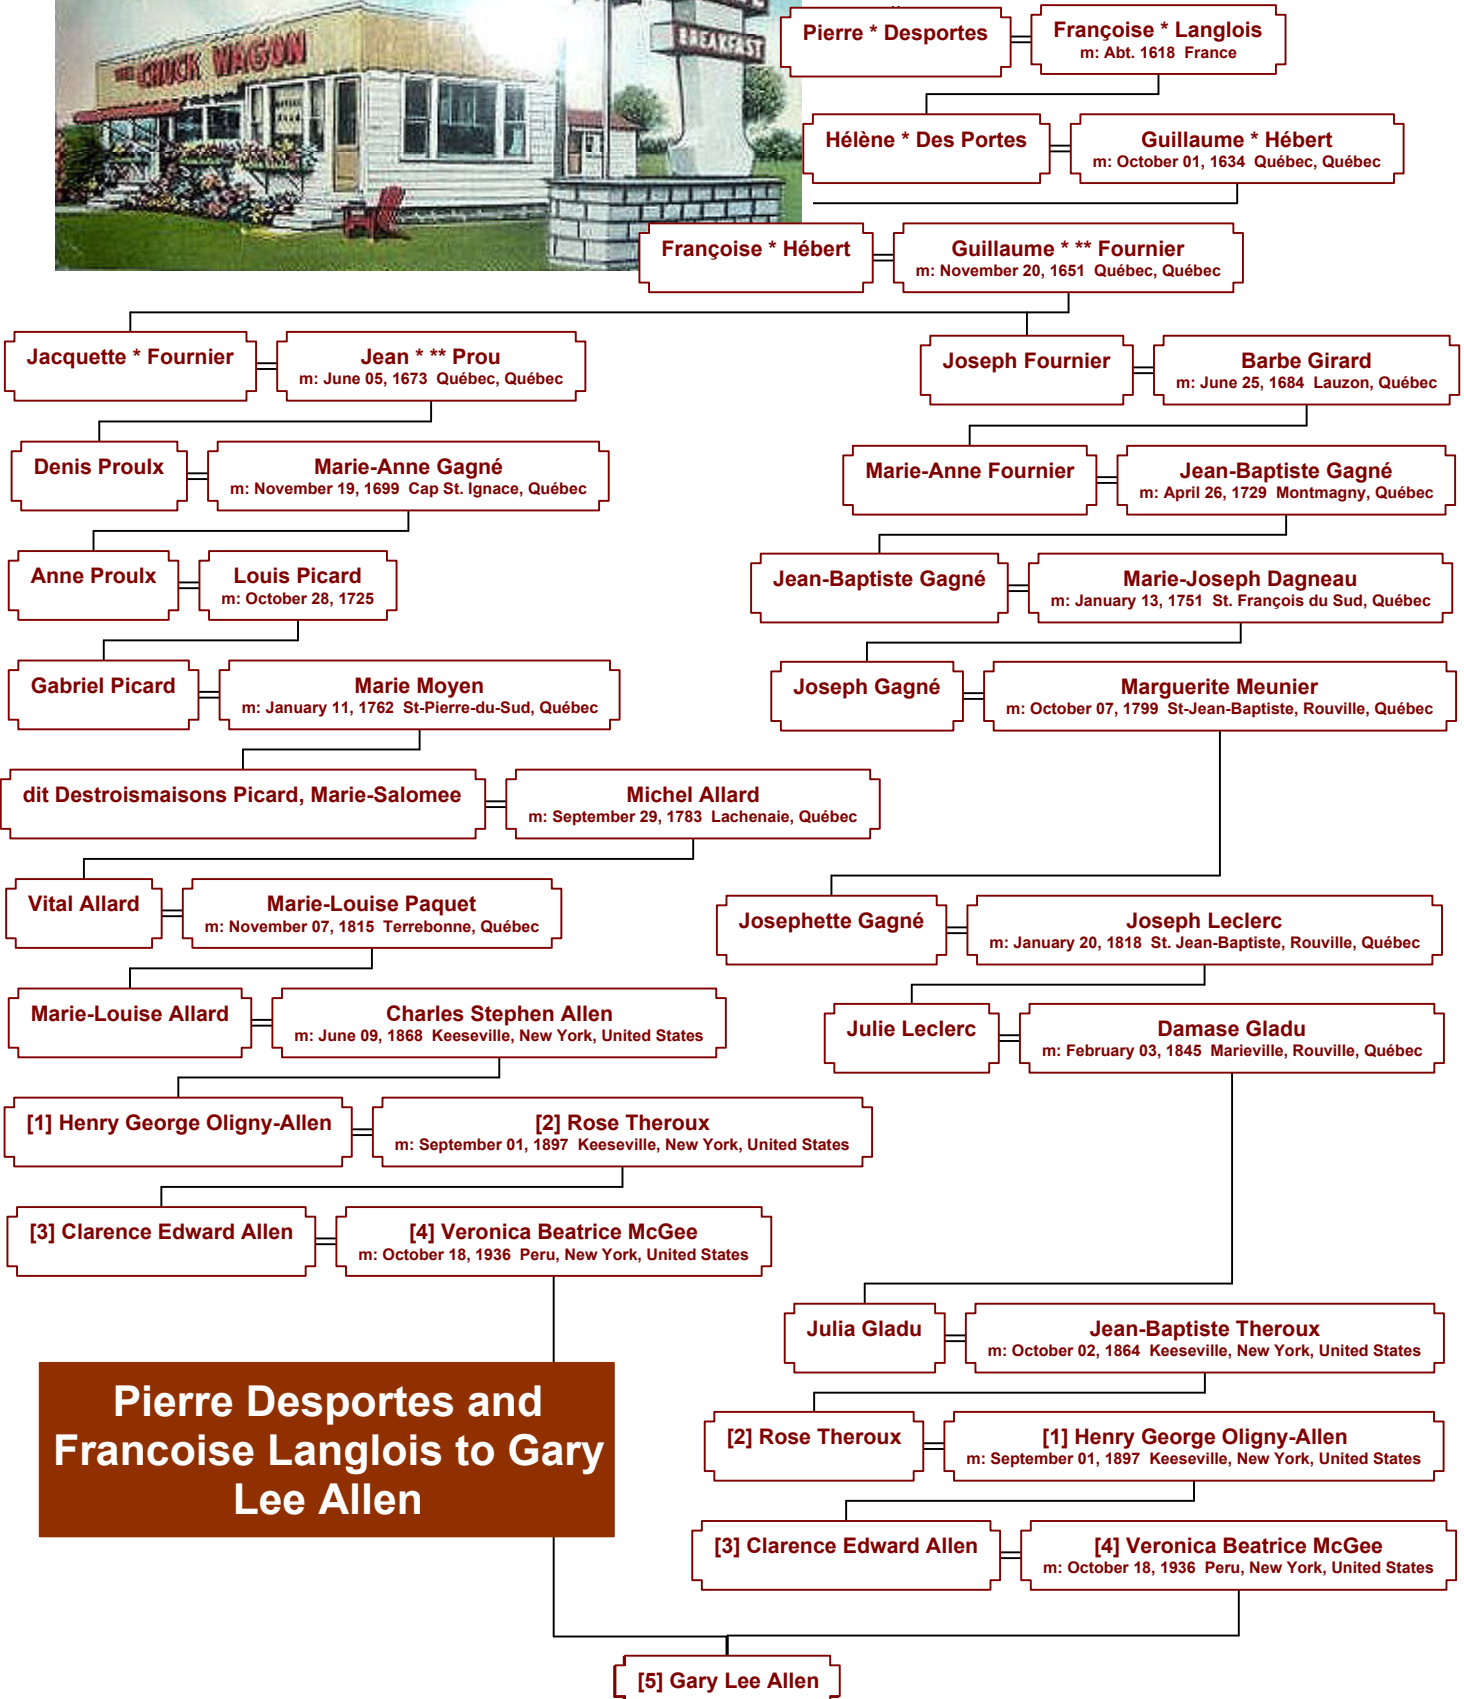 CHUCK WAGON
BREAKFAST
Pierre * Desportes
Françoise * Langlois
m: Abt. 1618 France
Hélène * Des Portes
Guillaume * Hébert
m: October 01, 1634 Québec, Québec
Françoise * Hébert
Guillaume * ** Fournier
m: November 20, 1651 Québec, Québec
Jacquette * Fournier
Jean * ** Prou
m: June 05, 1673 Québec, Québec
Joseph Fournier
Barbe Girard
m: June 25, 1684 Lauzon, Québec
Denis Proulx
Marie-Anne Gagné
m: November 19, 1699 Cap St. Ignace, Québec
Marie-Anne Fournier
Jean-Baptiste Gagné
m: April 26, 1729 Montmagny, Québec
Anne Proulx
Louis Picard
m: October 28, 1725
Jean-Baptiste Gagné
Marie-Joseph Dagneau
m: January 13, 1751 St. François du Sud, Québec
Gabriel Picard
Marie Moyen
m: January 11, 1762 St-Pierre-du-Sud, Québec
Joseph Gagné
Marguerite Meunier
m: October 07, 1799 St-Jean-Baptiste, Rouville, Québec
dit Destroismaisons Picard, Marie-Salomee
Michel Allard
m: September 29, 1783 Lachenaie, Québec
Vital Allard
Marie-Louise Paquet
m: November 07, 1815 Terrebonne, Québec
Josephette Gagné
Joseph Leclerc
m: January 20, 1818 St. Jean-Baptiste, Rouville, Québec
Marie-Louise Allard
Charles Stephen Allen
m: June 09, 1868 Keeseville, New York, United States
Julie Leclerc
Damase Gladu
m: February 03, 1845 Marieville, Rouville, Québec
[1] Henry George Oligny-Allen
[2] Rose Theroux
m: September 01, 1897 Keeseville, New York, United States
[3] Clarence Edward Allen
[4] Veronica Beatrice McGee
m: October 18, 1936 Peru, New York, United States
Julia Gladu
Jean-Baptiste Theroux
m: October 02, 1864 Keeseville, New York, United States
Pierre Desportes and
Francoise Langlois to Gary
Lee Allen
[2] Rose Theroux
[1] Henry George Oligny-Allen
m: September 01, 1897 Keeseville, New York, United States
[3] Clarence Edward Allen
[4] Veronica Beatrice McGee
m: October 18, 1936 Peru, New York, United States
[5] Gary Lee Allen